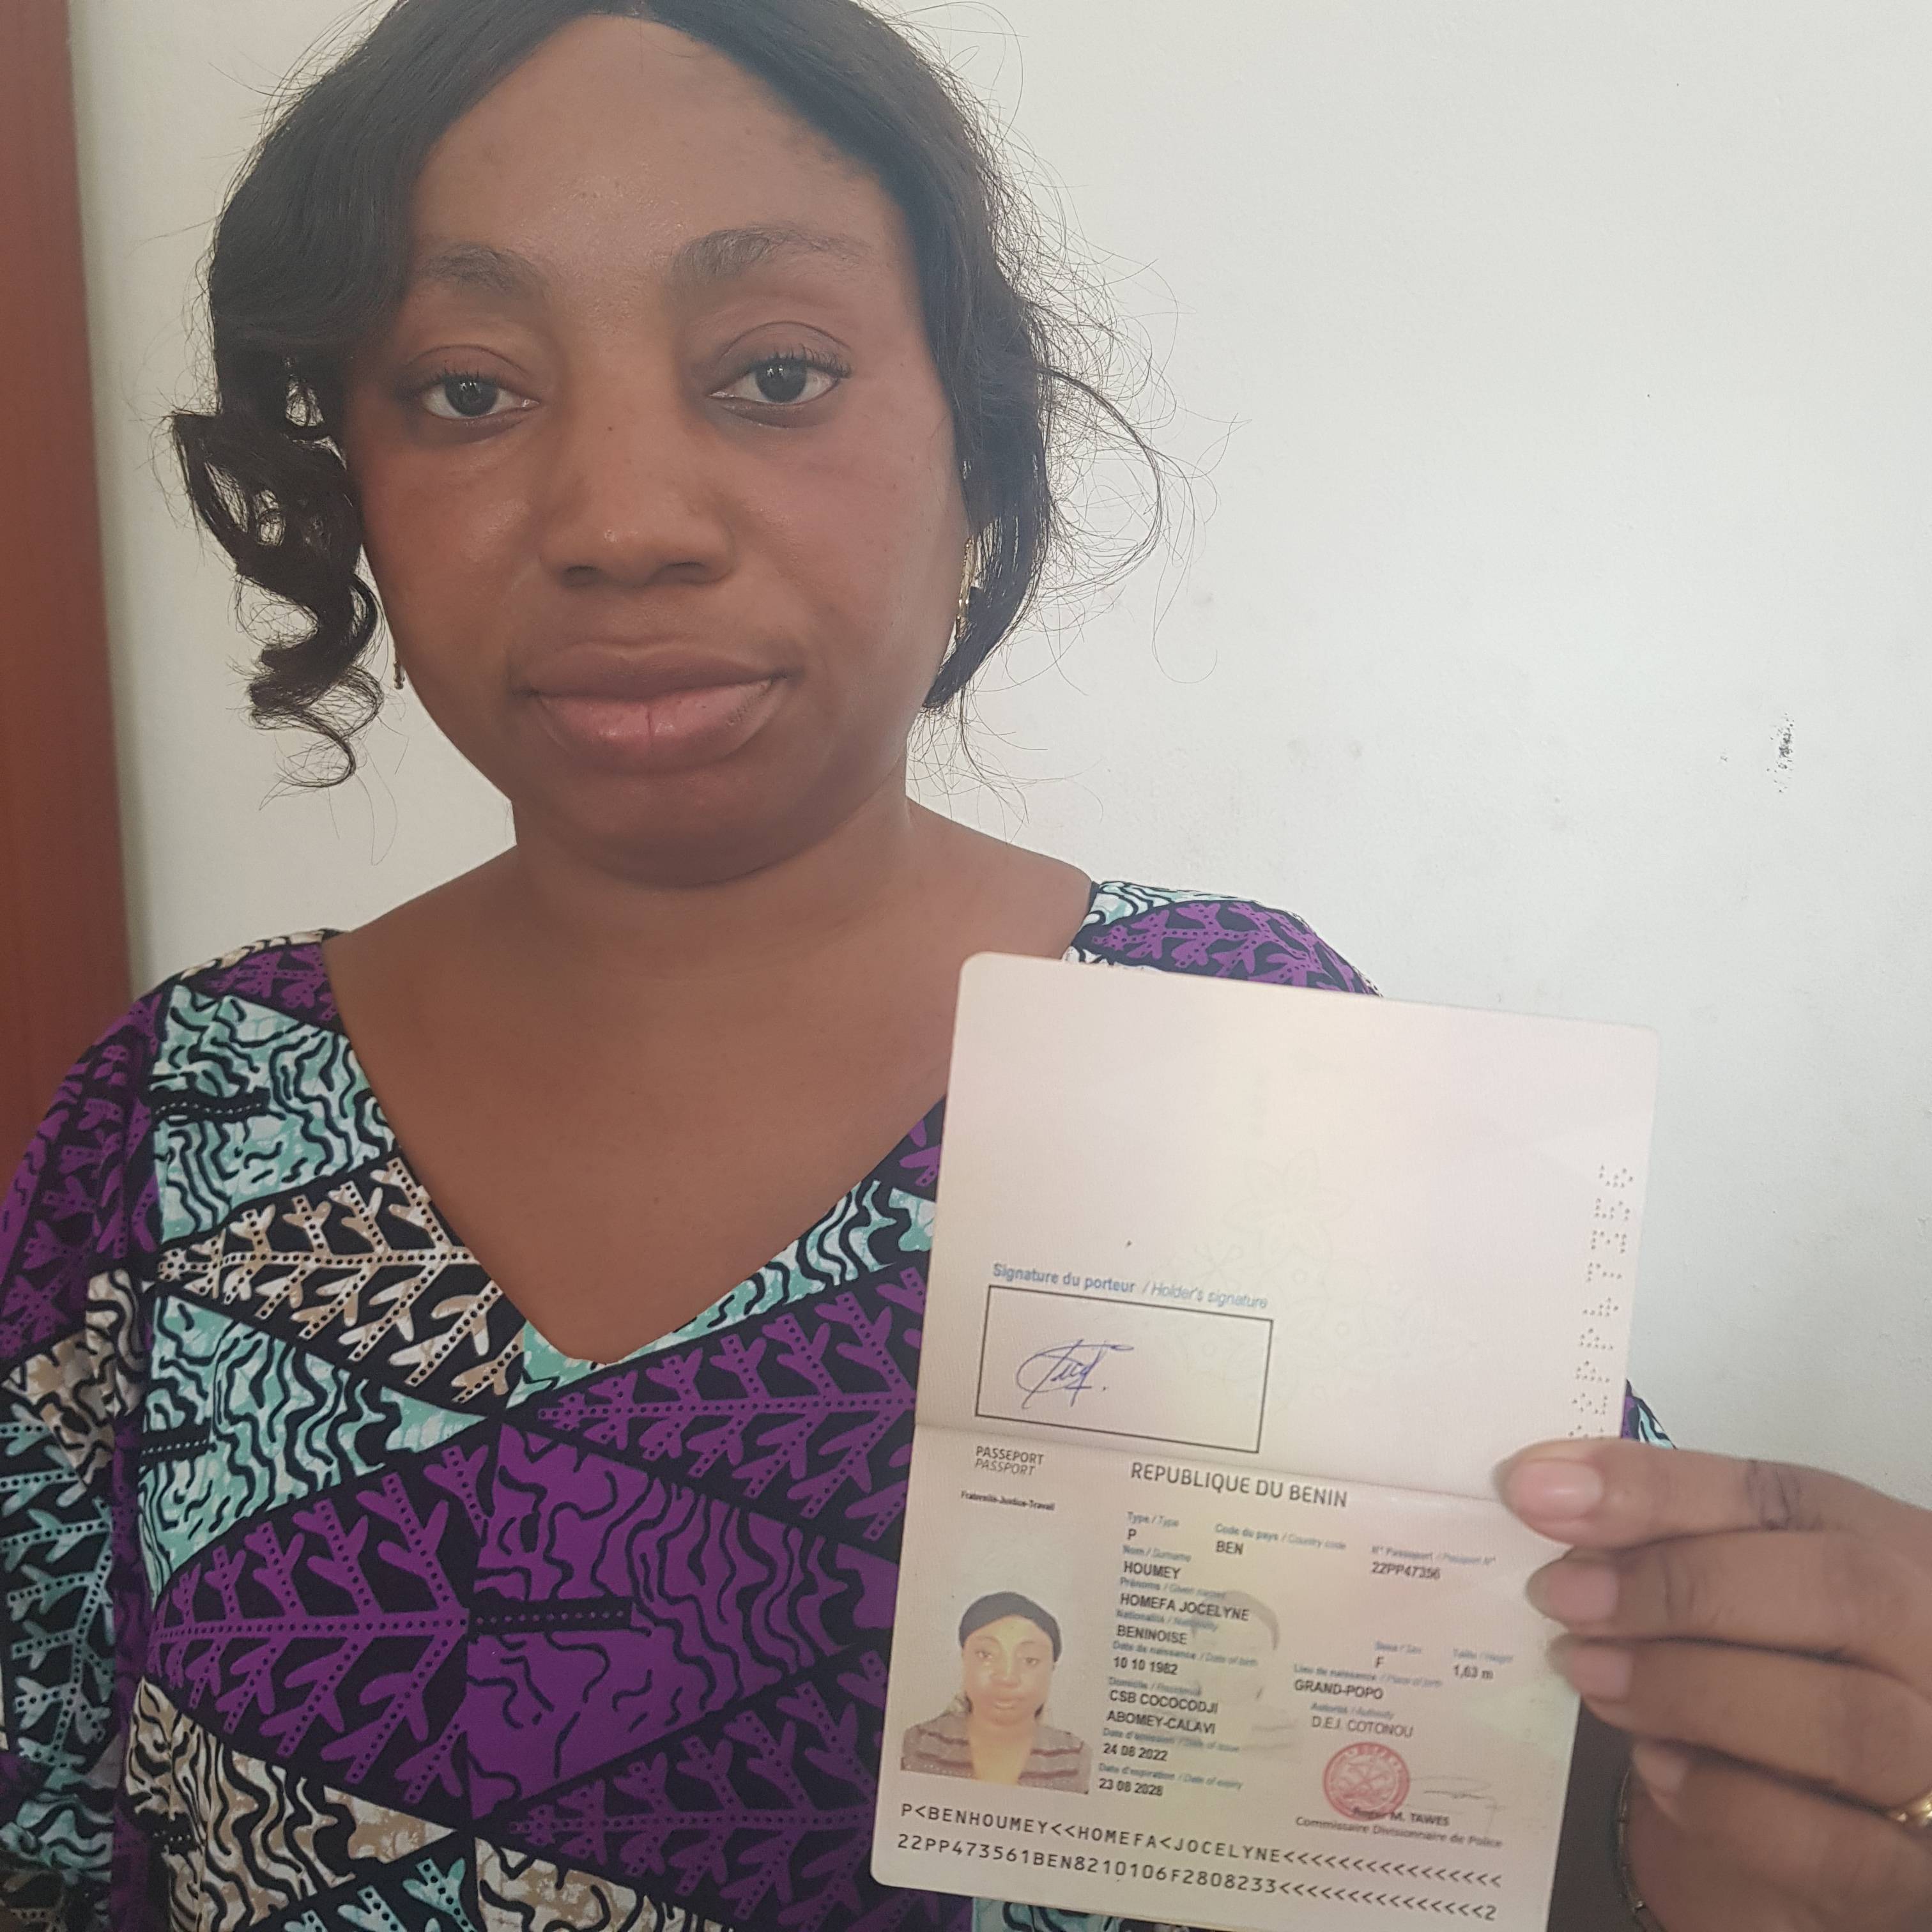 Signature du porteur / Holder's signature
PASSEPORT
PASSPORT
REPUBLIQUE DU BENIN
Fraternité-Justice-Travail
Type / Type
Code du pays / Country code
N° Passeport / Passport N°
P
BEN
22PP47356
Nom / Surname
HOUMEY
Prénoms / Given names
HOMEFA JOCELYNE
Nationalité / Nationality
BENINOISE
Sexe / Sex
Taille / Height
F
1,63 m
Date de naissance / Date of birth
10 10 1982
Lieu de naissance / Place of birth
GRAND-POPO
Domicile / Residence
CSB COCOCODJI
ABOMEY-CALAVI
Autorité / Authority
D.E.I. COTONOU
Date d'émission / Date of issue
24 08 2022
Date d'expiration / Date of expiry
23 08 2028
M. TAWES
Commissaire Divisionnaire de Police
P<BENHOUMEY<<HOMEFA<JOCELYNE<<<<<<<<<<<<<<<<
22PP473561BEN8210106F2808233<<<<<<<<<<<<<<<2